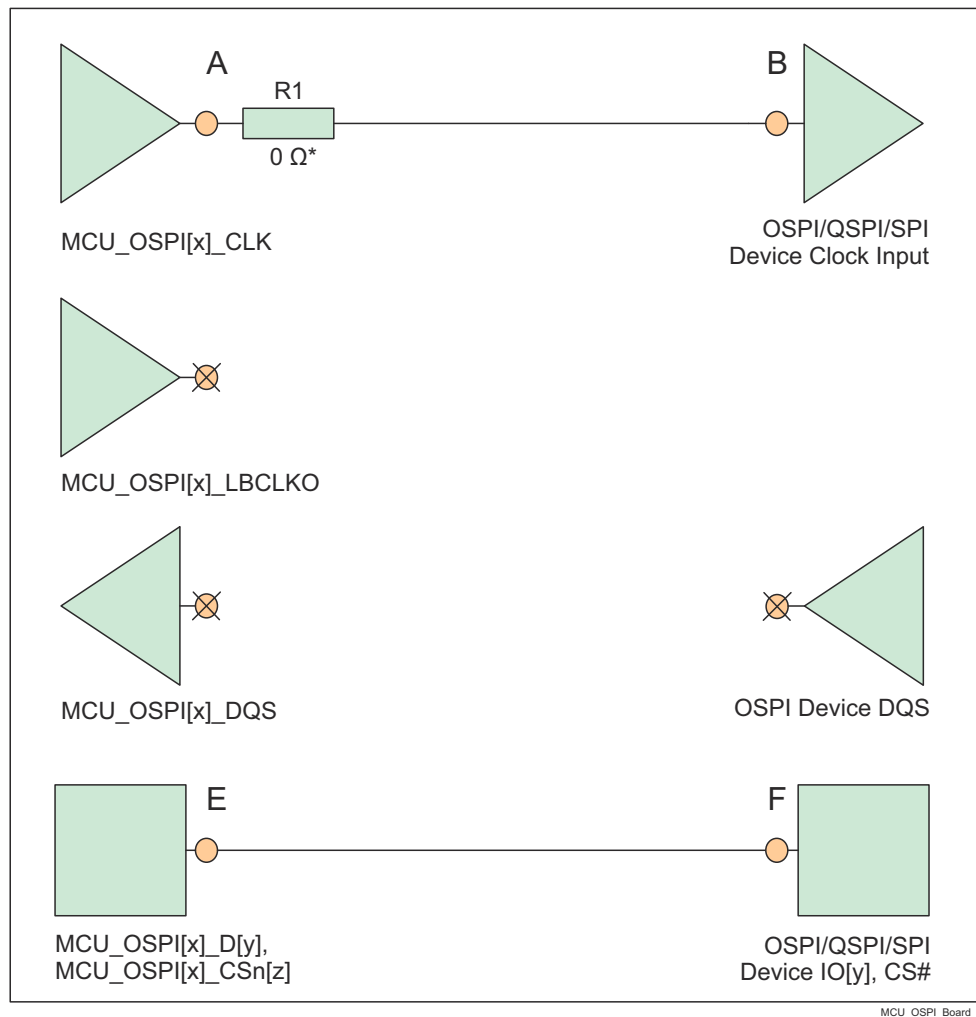 A
R1
B
0 Ω*
MCU_OSPI[x]_CLK
OSPI/QSPI/SPI
Device Clock Input
MCU_OSPI[x]_LBCLKO
MCU_OSPI[x]_DQS
OSPI Device DQS
E
F
MCU_OSPI[x]_D[y],
MCU_OSPI[x]_CSn[z]
OSPI/QSPI/SPI
Device IO[y], CS#
MCU_OSPI_Board